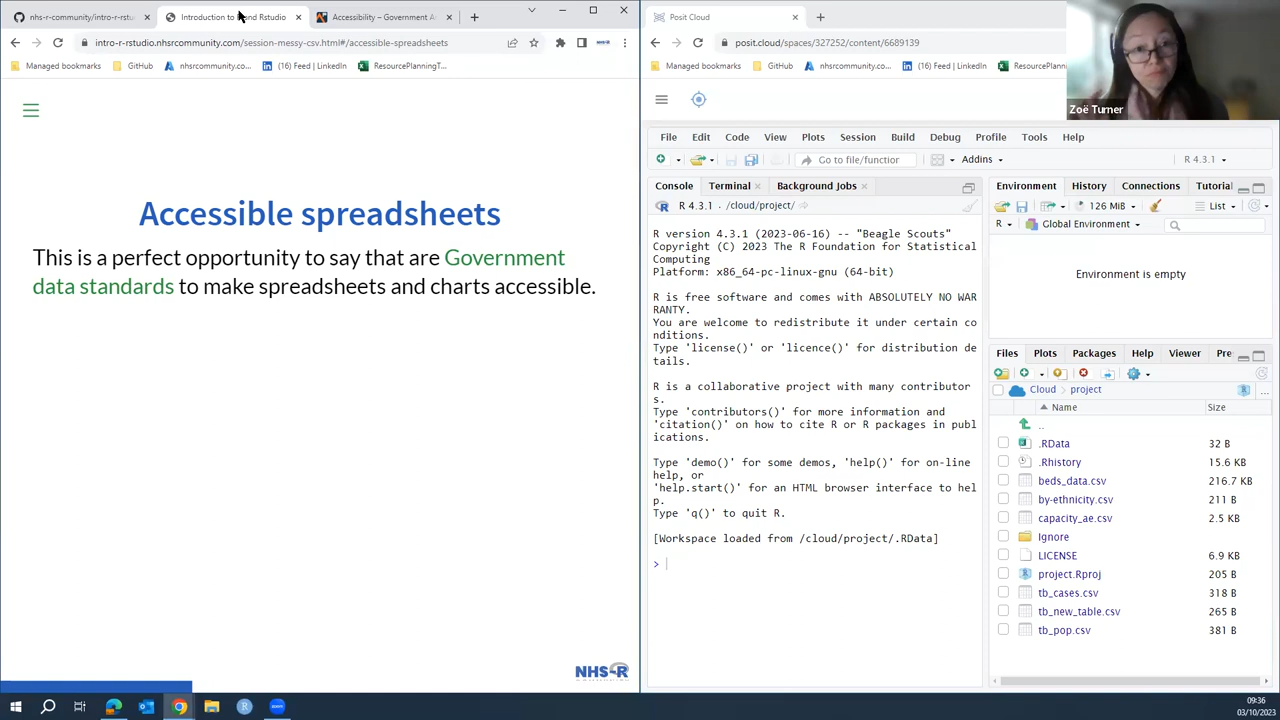 nhs-r-community/intro-r-rstu
Introduction to R and Rstudio
Accessibility – Government A
Posit Cloud
intro-r-rstudio.nhsrcommunity.com/session-messy-csv.html#/accessible-spreadsheets
posit.cloud/spaces/327252/content/6689139
Managed bookmarks GitHub nhsrcommunity.co... (16) Feed | LinkedIn ResourcePlanningT...
Managed bookmarks GitHub nhsrcommunity.co... (16) Feed | LinkedIn ResourcePlann
Zoë Turner
Accessible spreadsheets
This is a perfect opportunity to say that are Government
data standards to make spreadsheets and charts accessible.
NHS-R
File Edit Code View Plots Session Build Debug Profile Tools Help
Go to file/function Addins R 4.3.1
Console Terminal Background Jobs
R 4.3.1 . /cloud/project/
R version 4.3.1 (2023-06-16) -- "Beagle Scouts"
Copyright (C) 2023 The R Foundation for Statistical
Computing
Platform: x86_64-pc-linux-gnu (64-bit)
R is free software and comes with ABSOLUTELY NO WAR
RANTY.
You are welcome to redistribute it under certain co
nditions.
Type 'license()' or 'licence()' for distribution de
tails.
R is a collaborative project with many contributor
s.
Type 'contributors()' for more information and
'citation()' on how to cite R or R packages in publ
ications.
Type 'demo()' for some demos, 'help()' for on-line
help, or
'help.start()' for an HTML browser interface to hel
p.
Type 'q()' to quit R.
[Workspace loaded from /cloud/project/.RData]
>
Environment History Connections Tutorial
126 MiB List
R Global Environment
Environment is empty
Files Plots Packages Help Viewer Pre
Cloud project
Name Size
..
.RData 32 B
.Rhistory 15.6 KB
beds_data.csv 216.7 KB
by-ethnicity.csv 211 B
capacity_ae.csv 2.5 KB
Ignore
LICENSE 6.9 KB
project.Rproj 205 B
tb_cases.csv 318 B
tb_new_table.csv 265 B
tb_pop.csv 381 B
09:36
03/10/2023